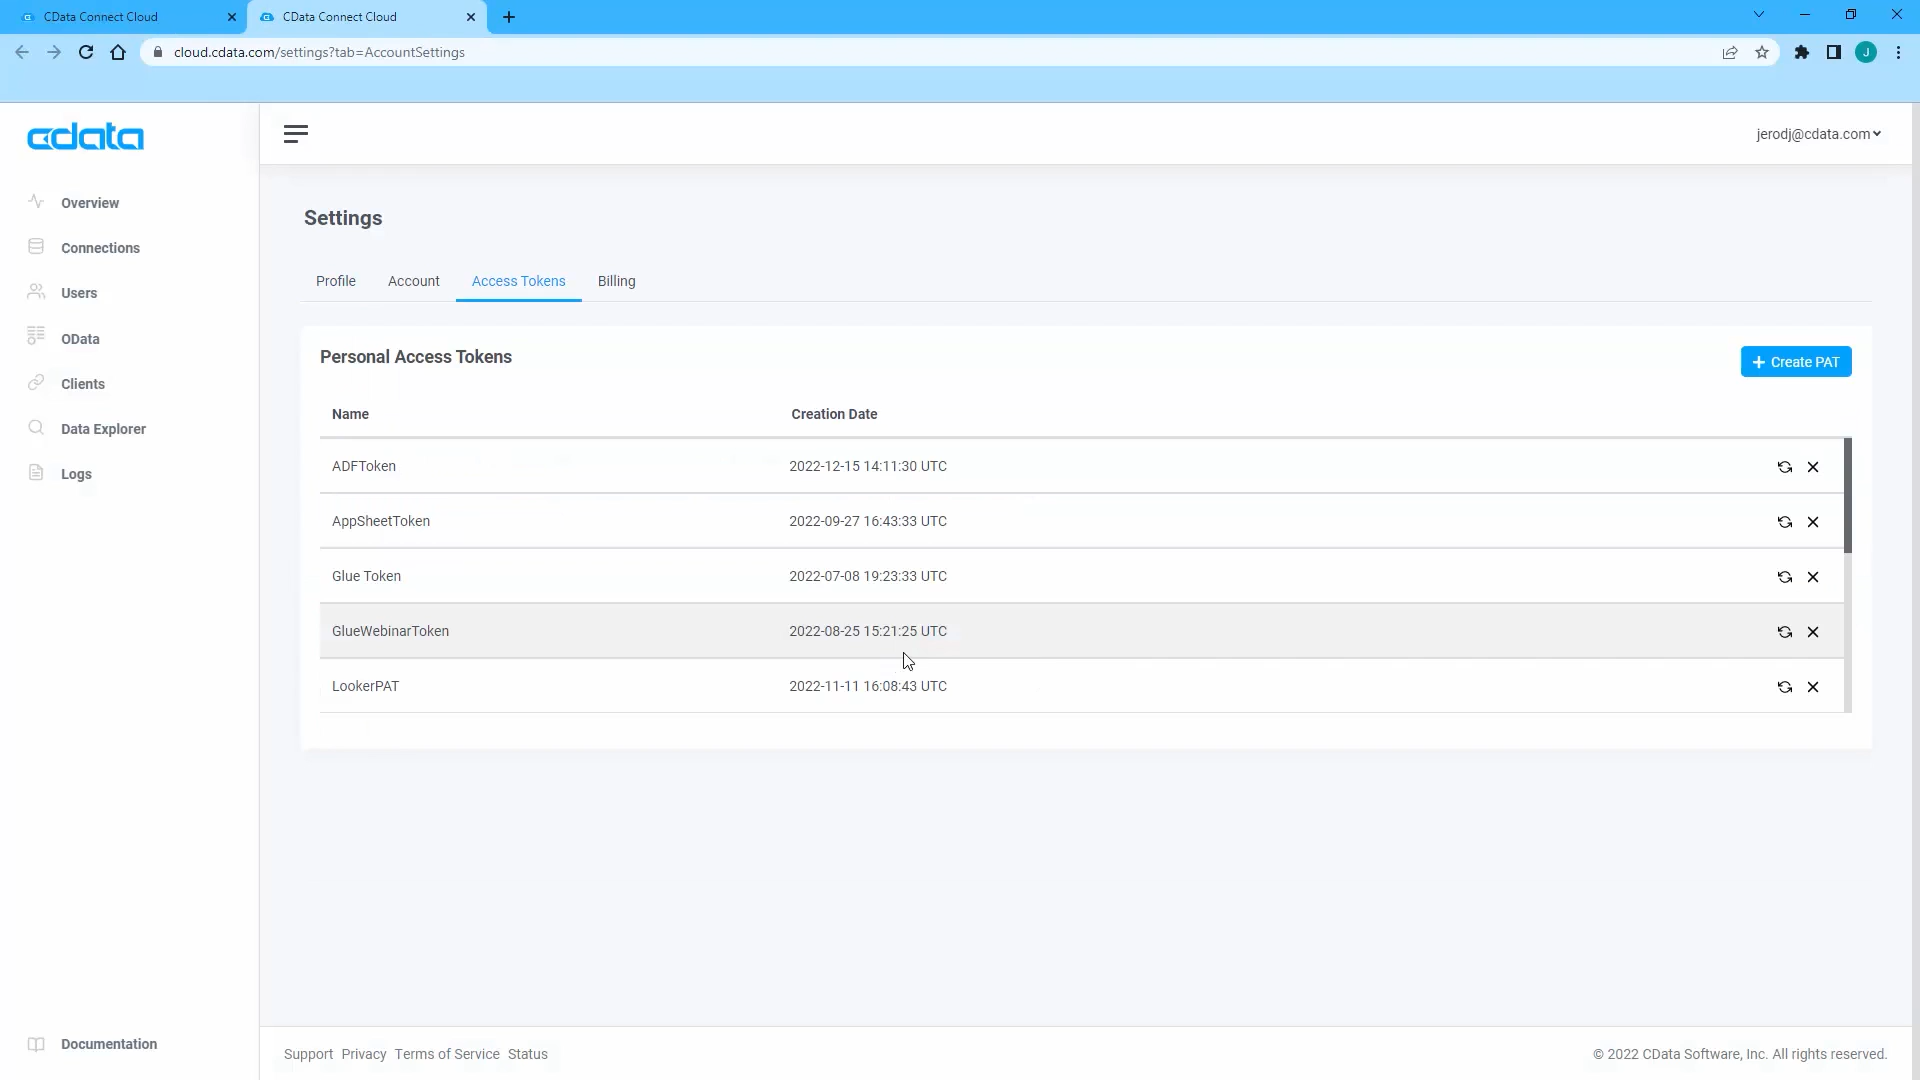 CData Connect Cloud
CData Connect Cloud
cloud.cdata.com/settings?tab=AccountSettings
J
cdata
jerodj@cdata.com
Overview
Connections
Users
OData
Clients
Data Explorer
Logs
Documentation
Settings
Profile Account Access Tokens Billing
Personal Access Tokens
+ Create PAT
Name Creation Date
ADFToken 2022-12-15 14:11:30 UTC
AppSheetToken 2022-09-27 16:43:33 UTC
Glue Token 2022-07-08 19:23:33 UTC
GlueWebinarToken 2022-08-25 15:21:25 UTC
LookerPAT 2022-11-11 16:08:43 UTC
Support Privacy Terms of Service Status
© 2022 CData Software, Inc. All rights reserved.